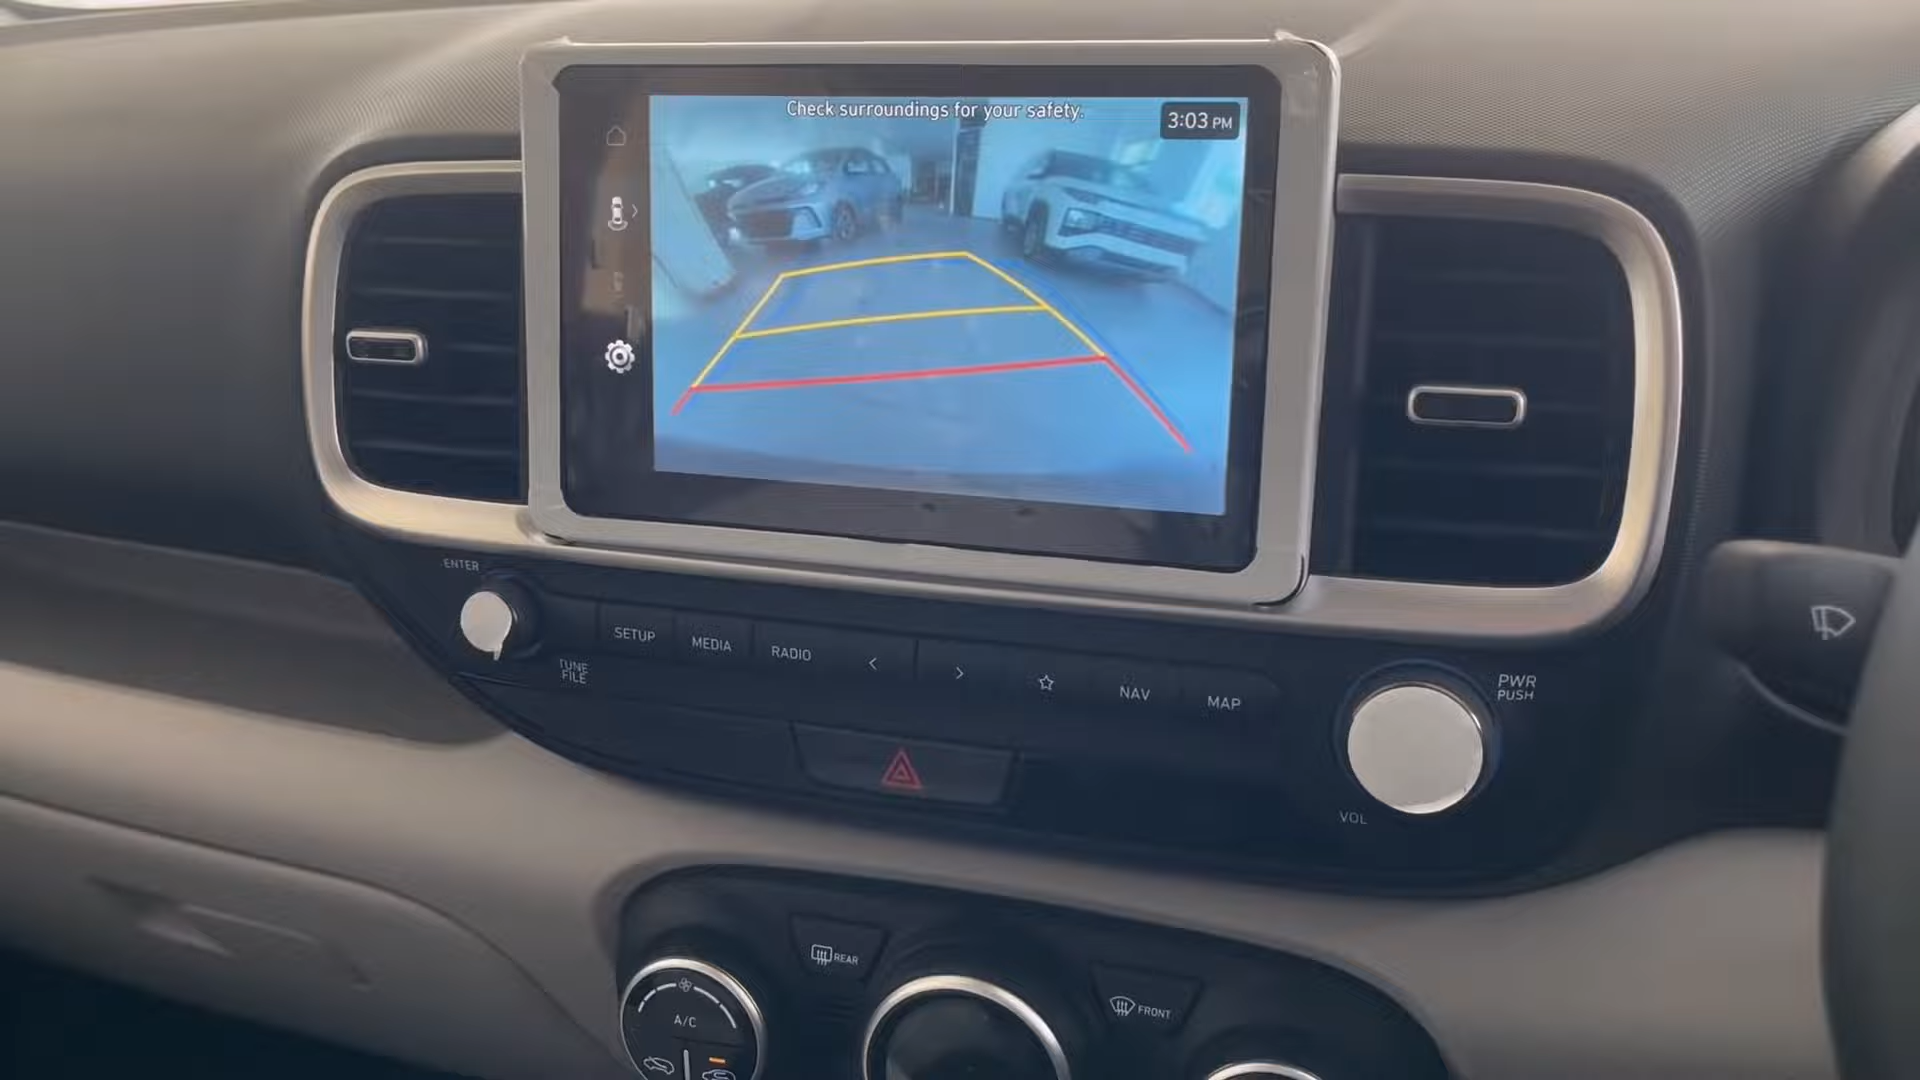 Check surroundings for your safety.
3:03 PM
ENTER
TUNE
FILE
SETUP
MEDIA
RADIO
NAV
MAP
PWR
PUSH
VOL
REAR
FRONT
A/C